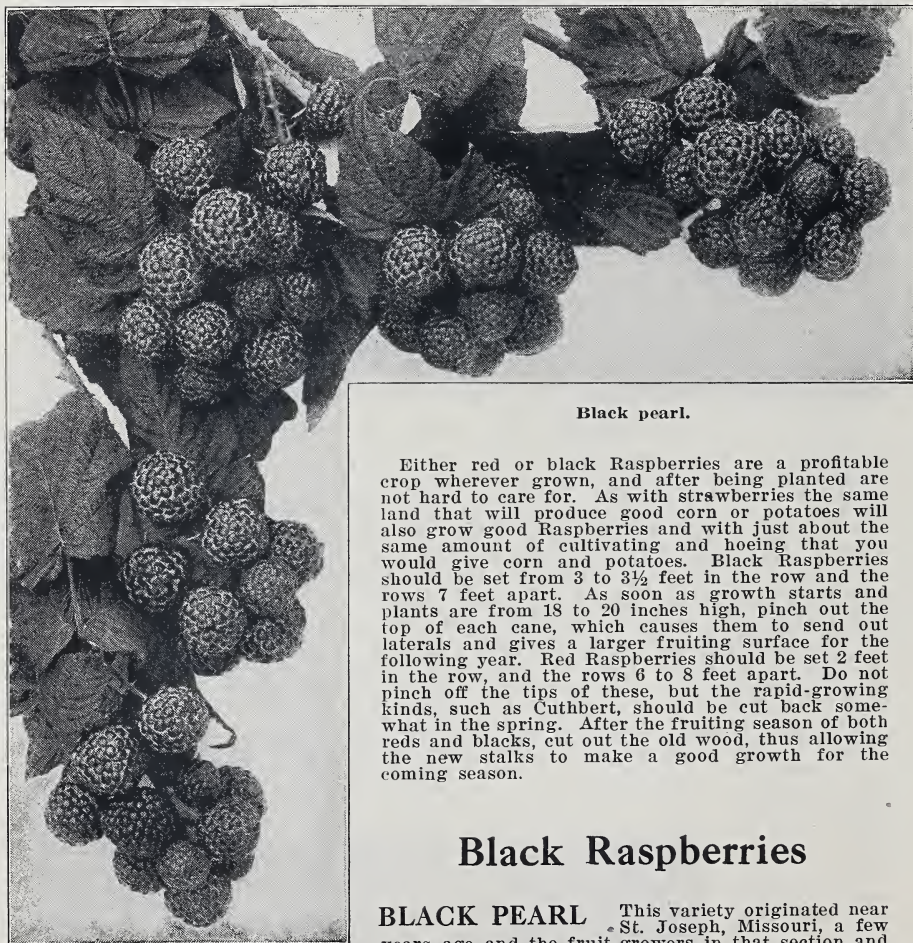 Black pearl.
Either red or black Raspberries are a profitable
crop wherever grown, and after being planted are
not hard to care for. As with strawberries the same
land that will produce good corn or potatoes will
also grow good Raspberries and with just about the
same amount of cultivating and hoeing that you
would give corn and potatoes. Black Raspberries
should be set from 3 to 3½ feet in the row and the
rows 7 feet apart. As soon as growth starts and
plants are from 18 to 20 inches high, pinch out the
top of each cane, which causes them to send out
laterals and gives a larger fruiting surface for the
following year. Red Raspberries should be set 2 feet
in the row, and the rows 6 to 8 feet apart. Do not
pinch off the tips of these, but the rapid-growing
kinds, such as Cuthbert, should be cut back some-
what in the spring. After the fruiting season of both
reds and blacks, cut out the old wood, thus allowing
the new stalks to make a good growth for the
coming season.
Black Raspberries
BLACK PEARL This variety originated near
St. Joseph, Missouri, a few
years ago and the fruit growers in that section and